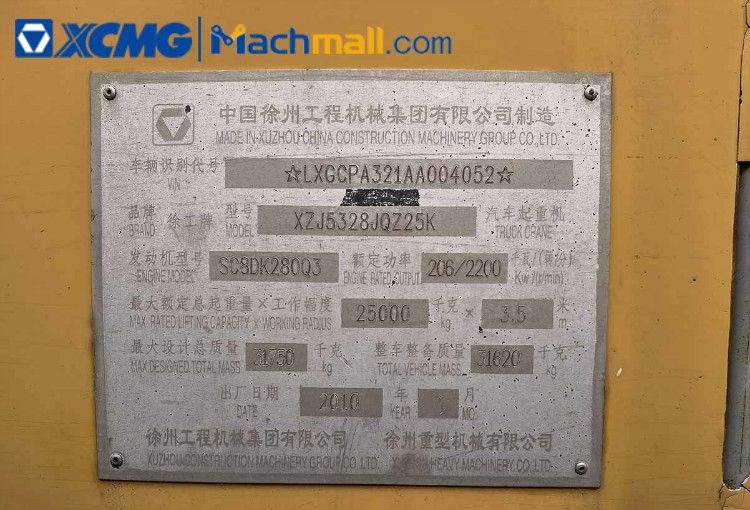 XCMG Machmall.com
中国徐州工程机械集团有限公司制造
MADE IN XUZHOU CHINA CONSTRUCTION MACHINERY GROUP CO.,LTD.
车辆识别代号 ☆LXGCPA321AA004052☆
VIN
品牌 徐工牌 型号 XZJ5328JQZ25K 汽车起重机
BRAND MODEL TRUCK CRANE
发动机型号 SC8DK280Q3 额定功率 206/2200 千瓦/(转/分)
ENGINE MODEL ENGINE RATED OUTPUT Kw/(r/min)
最大额定总起重量×工作幅度 25000 千克 × 3.5 米
MAX. RATED LIFTING CAPACITY × WORKING RADIUS kg m
最大设计总质量 31750 千克 整车整备质量 31620 千克
MAX.DESIGNED TOTAL MASS kg TOTAL VEHICLE MASS kg
出厂日期 2010 年 月
DATE YEAR MO
徐州工程机械集团有限公司 徐州重型机械有限公司
XUZHOU CONSTRUCTION MACHINERY GROUP CO.,LTD. HEAVY MACHINERY CO.,LTD.